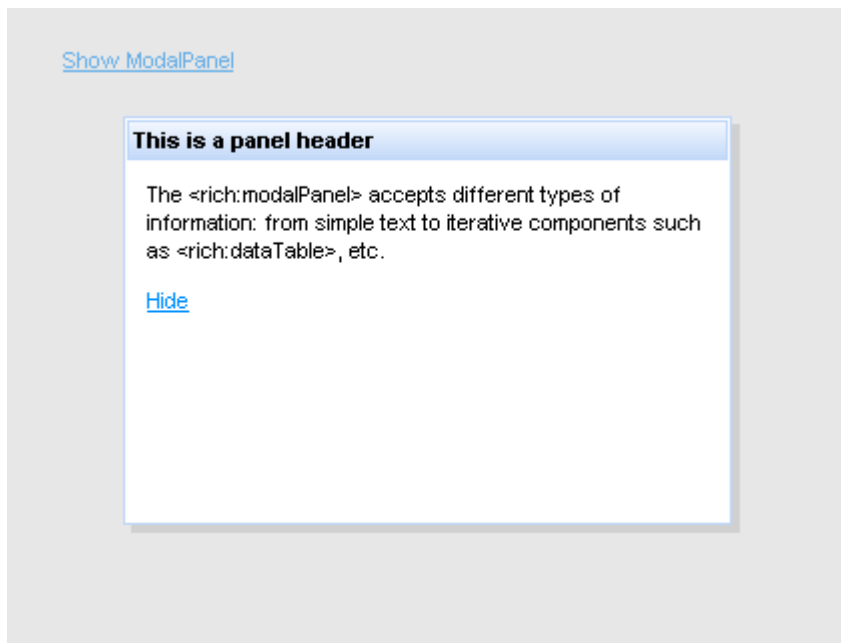 Show ModalPanel
This is a panel header
The <rich:modalPanel> accepts different types of
information: from simple text to iterative components such
as <rich:dataTable>, etc.
Hide